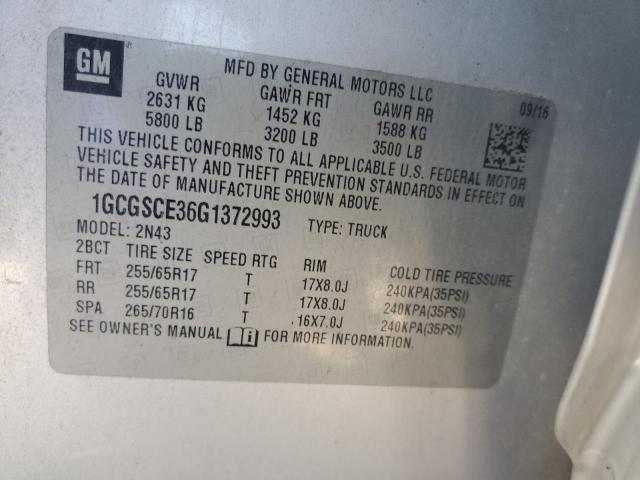 GM
MFD BY GENERAL MOTORS LLC
GVWR GAWR FRT GAWR RR 09/16
2631 KG 1452 KG 1588 KG
5800 LB 3200 LB 3500 LB
THIS VEHICLE CONFORMS TO ALL APPLICABLE U.S. FEDERAL MOTOR
VEHICLE SAFETY AND THEFT PREVENTION STANDARDS IN EFFECT ON
THE DATE OF MANUFACTURE SHOWN ABOVE.
1GCGSCE36G1372993 TYPE: TRUCK
MODEL: 2N43
2BCT TIRE SIZE SPEED RTG RIM COLD TIRE PRESSURE
FRT 255/65R17 T 17X8.0J 240KPA(35PSI)
RR 255/65R17 T 17X8.0J 240KPA(35PSI)
SPA 265/70R16 T 16X7.0J 240KPA(35PSI)
SEE OWNER'S MANUAL FOR MORE INFORMATION.